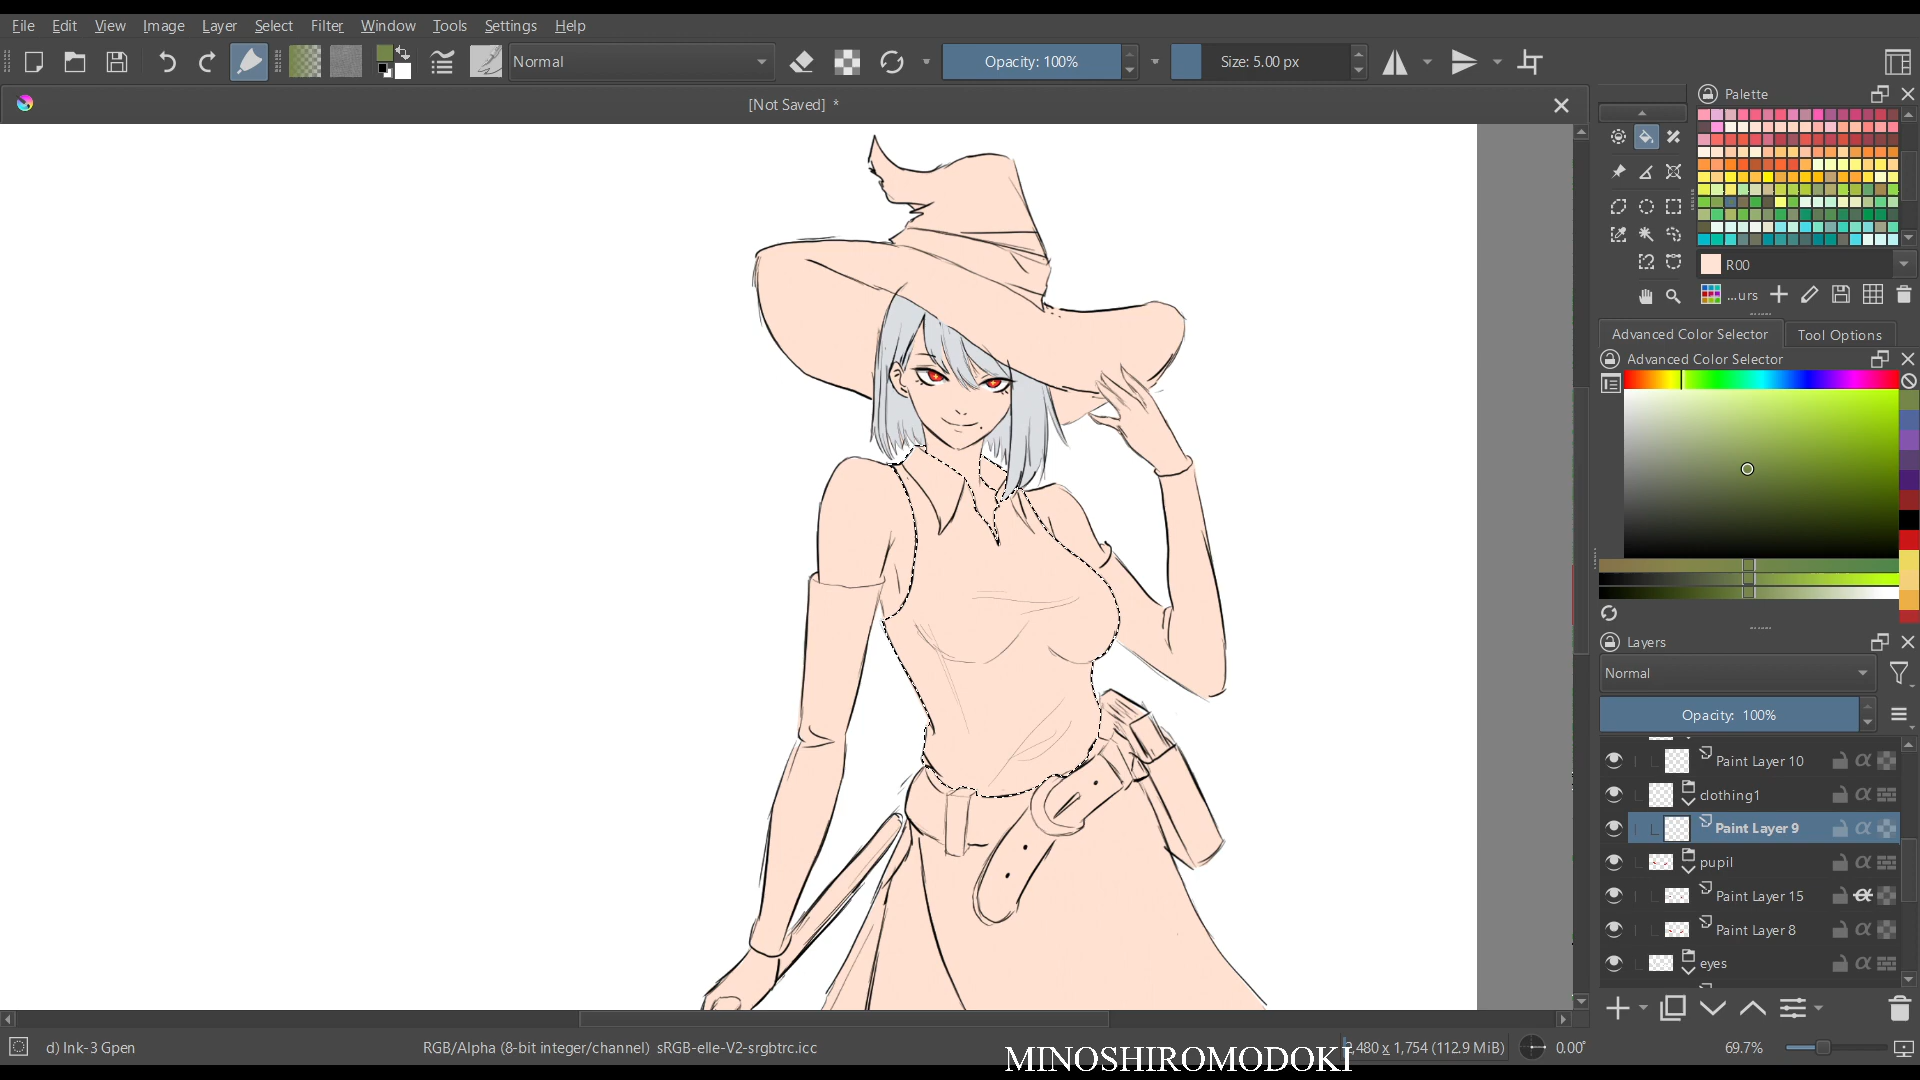 File Edit View Image Layer Select Filter Window Tools Settings Help
Normal
Opacity: 100%
Size: 5.00 px
[Not Saved] *
Palette
R00
...urs
Advanced Color Selector
Tool Options
Advanced Color Selector
Layers
Normal
Opacity: 100%
Paint Layer 10
clothing1
Paint Layer 9
pupil
Paint Layer 15
Paint Layer 8
eyes
d) Ink-3 Gpen
RGB/Alpha (8-bit integer/channel) sRGB-elle-V2-srgbtrc.icc
MINOSHIROMODOKI
2,480 x 1,754 (112.9 MiB)
0.00°
69.7%